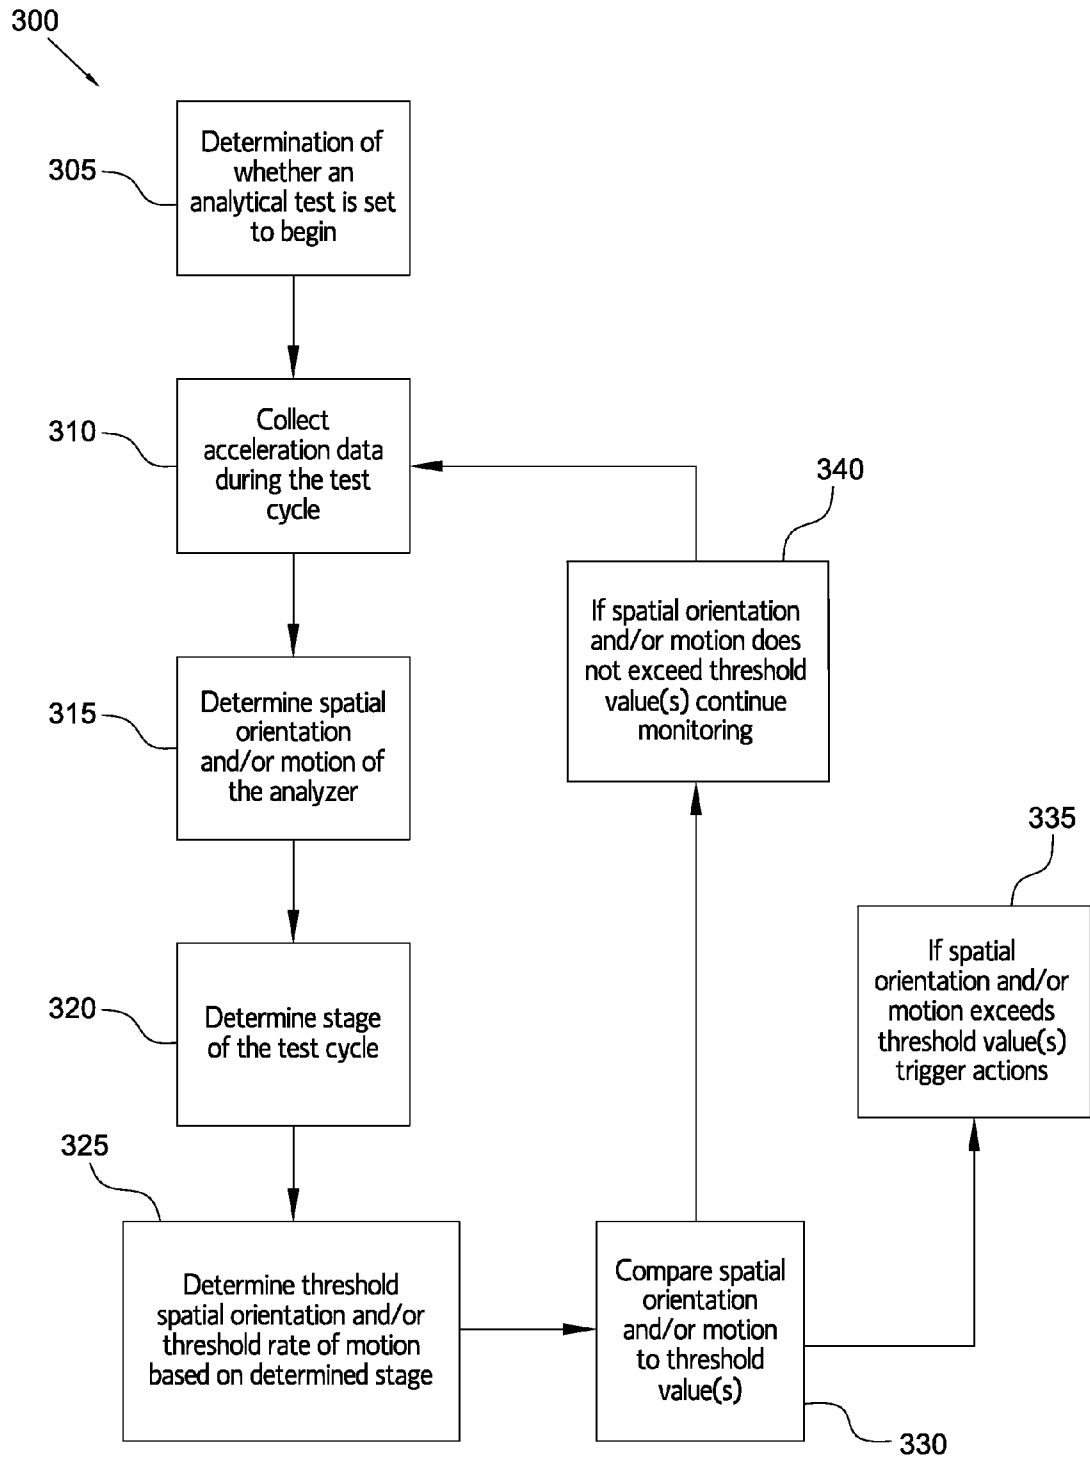 300
305
Determination of
whether an
analytical test is set
to begin
310
Collect
acceleration data
during the test
cycle
315
Determine spatial
orientation
and/or motion of
the analyzer
320
Determine stage
of the test cycle
325
Determine threshold
spatial orientation and/or
threshold rate of motion
based on determined stage
Compare spatial
orientation
and/or motion
to threshold
value(s)
330
340
If spatial orientation
and/or motion does
not exceed threshold
value(s) continue
monitoring
335
If spatial
orientation and/or
motion exceeds
threshold value(s)
trigger actions